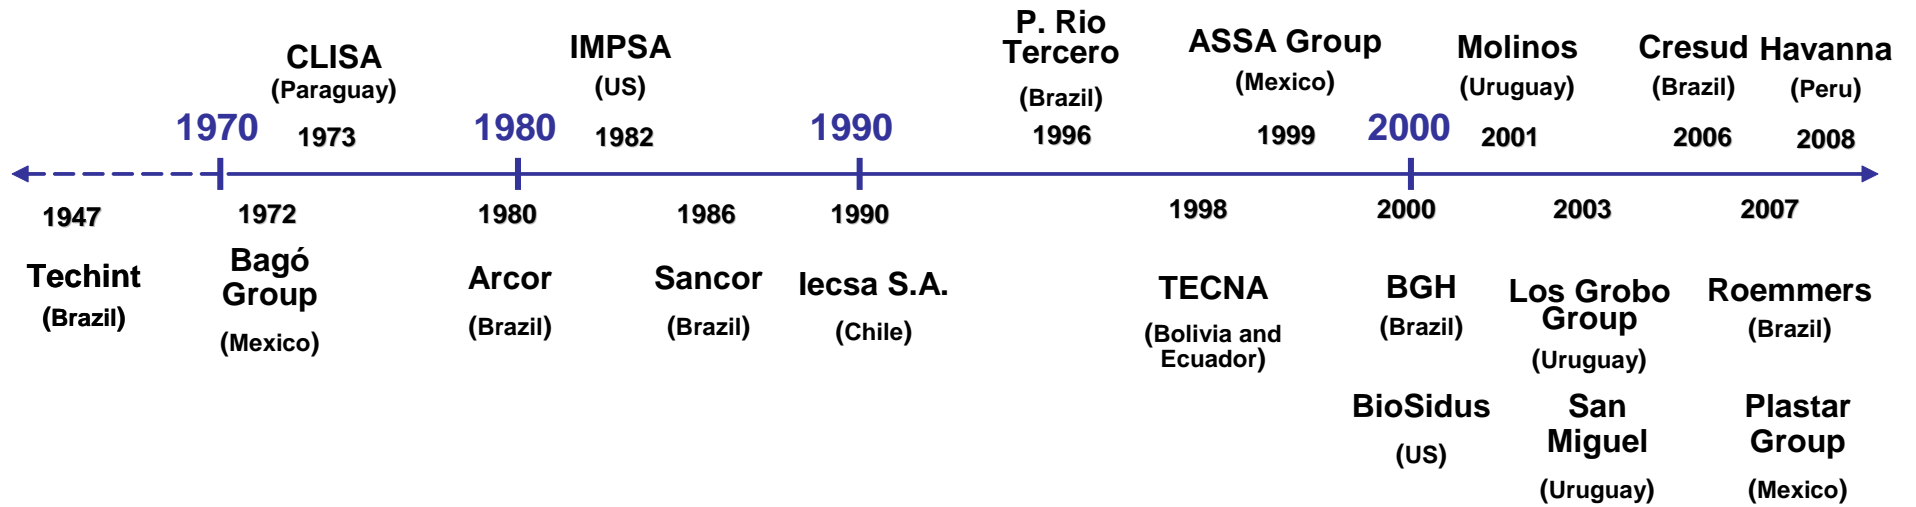 CLISA
(Paraguay)
1973
IMPSA
(US)
1982
P. Rio
Tercero
(Brazil)
1996
ASSA Group
(Mexico)
1999
Molinos
(Uruguay)
2001
Cresud
(Brazil)
2006
Havanna
(Peru)
2008
1970
1980
1990
2000
1947
Techint
(Brazil)
1972
Bagó
Group
(Mexico)
1980
Arcor
(Brazil)
1986
Sancor
(Brazil)
1990
Iecsa S.A.
(Chile)
1998
TECNA
(Bolivia and
Ecuador)
2000
BGH
(Brazil)
BioSidus
(US)
2003
Los Grobo
Group
(Uruguay)
San
Miguel
(Uruguay)
2007
Roemmers
(Brazil)
Plastar
Group
(Mexico)